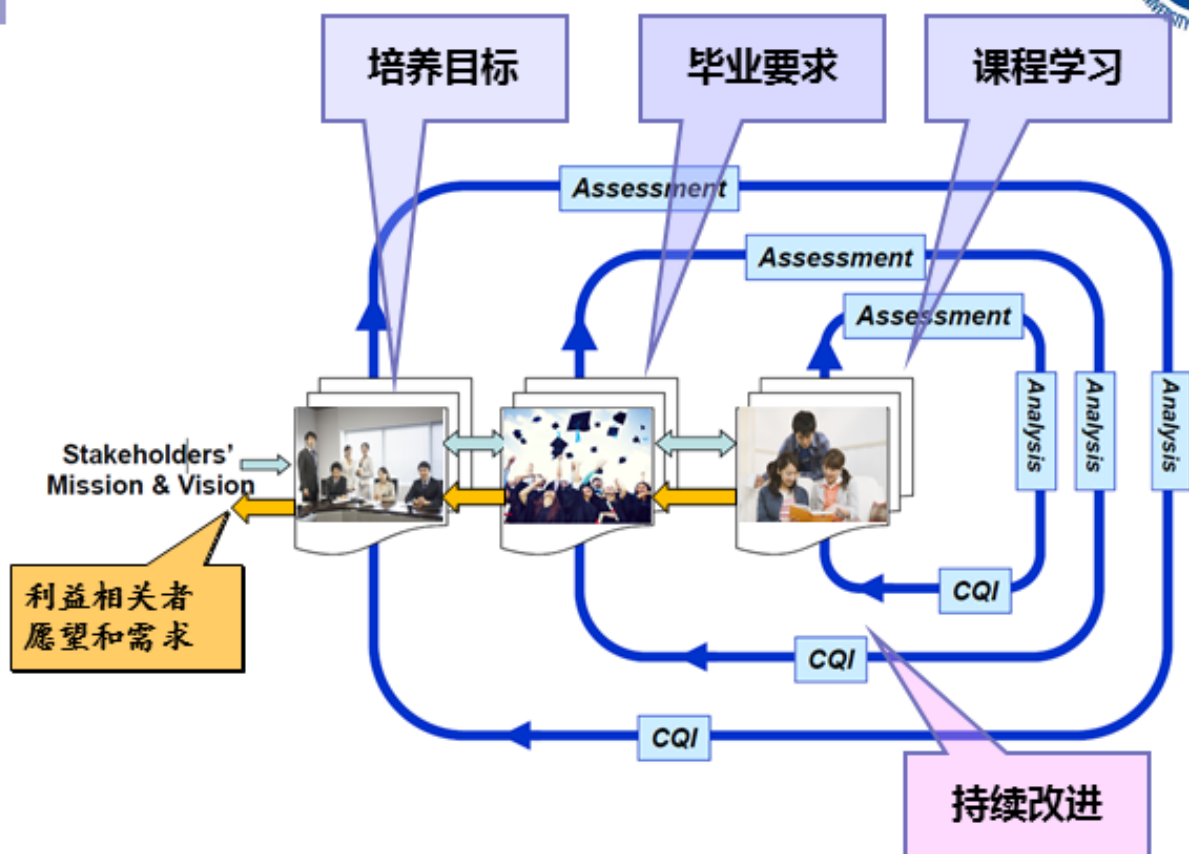 VERSITY
培养目标
毕业要求
课程学习
Assessment
Assessment
Assessment
Analysis
Analysis
Analysis
Stakeholders'
Mission & Vision
利益相关者
愿望和需求
CQI
CQI
CQI
持续改进